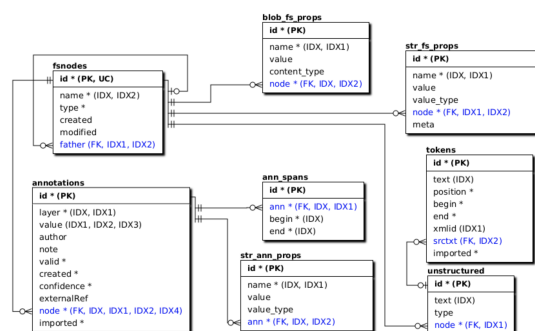 blob_fs_props
id * (PK)
name * (IDX, IDX1)
value
content_type
node * (FK, IDX, IDX2)
str_fs_props
id * (PK)
name * (IDX, IDX1)
value
value_type
node * (FK, IDX1, IDX2)
meta
fsnodes
id * (PK, UC)
name * (IDX, IDX2)
type *
created
modified
father (FK, IDX1, IDX2)
tokens
id * (PK)
text (IDX)
position *
begin *
end *
xmlid (IDX1)
srctxt (FK, IDX2)
imported *
annotations
id * (PK)
layer * (IDX, IDX1)
value (IDX1, IDX2, IDX3)
author
note
valid *
created *
confidence *
externalRef
node * (FK, IDX, IDX1, IDX2, IDX4)
imported *
ann_spans
id * (PK)
ann * (FK, IDX, IDX1)
begin * (IDX)
end * (IDX)
str_ann_props
id * (PK)
name * (IDX, IDX1)
value
value_type
ann * (FK, IDX, IDX2)
unstructured
id * (PK)
text (IDX)
type
node * (FK, IDX1)